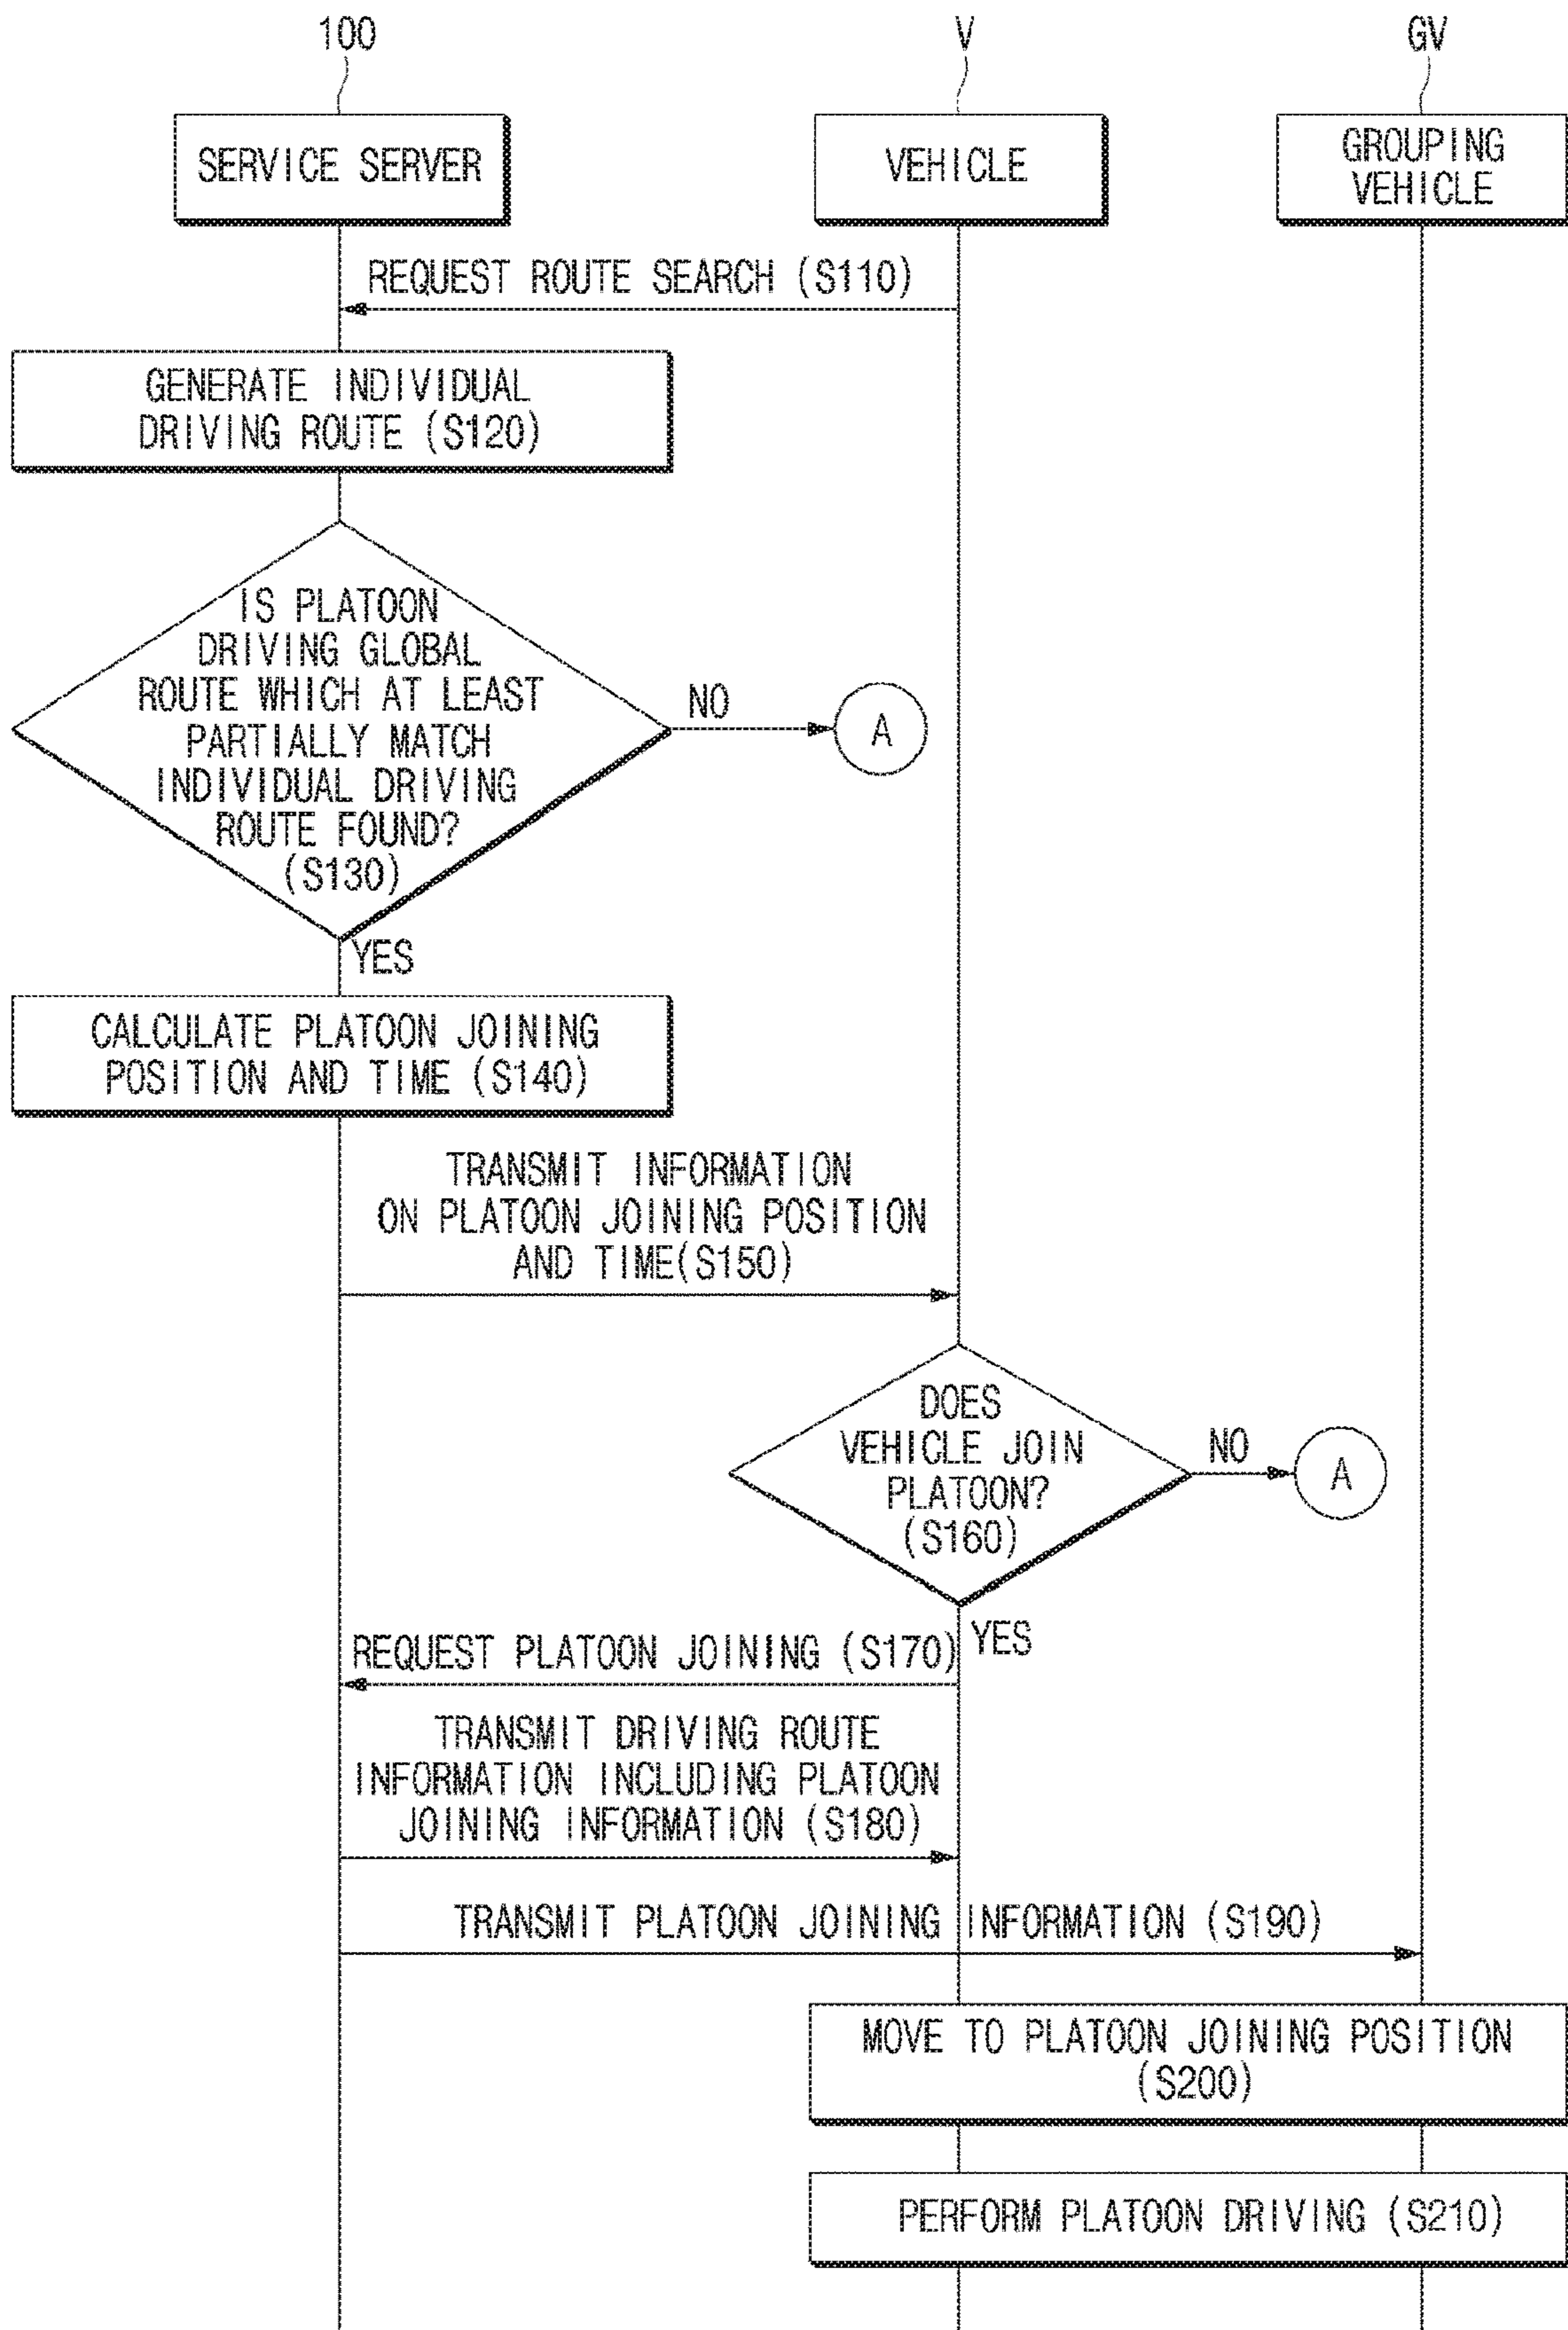 100
V
GV
SERVICE SERVER
VEHICLE
GROUPING
VEHICLE
REQUEST ROUTE SEARCH (S110)
GENERATE INDIVIDUAL
DRIVING ROUTE (S120)
IS PLATOON
DRIVING GLOBAL
ROUTE WHICH AT LEAST
PARTIALLY MATCH
INDIVIDUAL DRIVING
ROUTE FOUND?
(S130)
NO
A
YES
CALCULATE PLATOON JOINING
POSITION AND TIME (S140)
TRANSMIT INFORMATION
ON PLATOON JOINING POSITION
AND TIME(S150)
DOES
VEHICLE JOIN
PLATOON?
(S160)
NO
A
YES
REQUEST PLATOON JOINING (S170)
TRANSMIT DRIVING ROUTE
INFORMATION INCLUDING PLATOON
JOINING INFORMATION (S180)
TRANSMIT PLATOON JOINING INFORMATION (S190)
MOVE TO PLATOON JOINING POSITION
(S200)
PERFORM PLATOON DRIVING (S210)